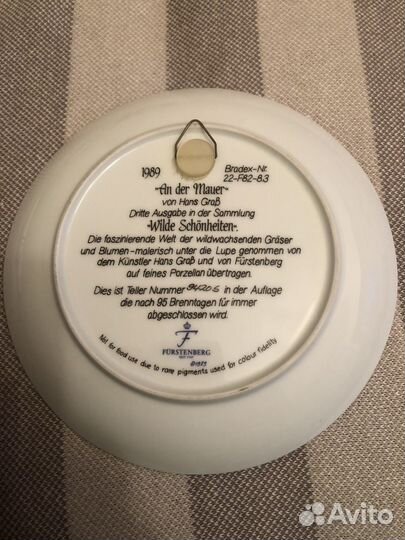 1989
Bradex-Nr.
22-F82-8.3
"An der Mauer"
von Hans Graß
Dritte Ausgabe in der Sammlung
"Wilde Schönheiten".
Die faszinierende Welt der wildwachsenden Gräser
und Blumen-malerisch unter die Lupe genommen von
dem Künstler Hans Graß und von Fürstenberg
auf feines Porzellan übertragen.
Dies ist Teller Nummer in der Auflage
die nach 95 Brenntagen für immer
abgeschlossen wird.
F
FÜRSTENBERG
©1989
Not for food use due to rare pigments used for colour fidelity
Avito